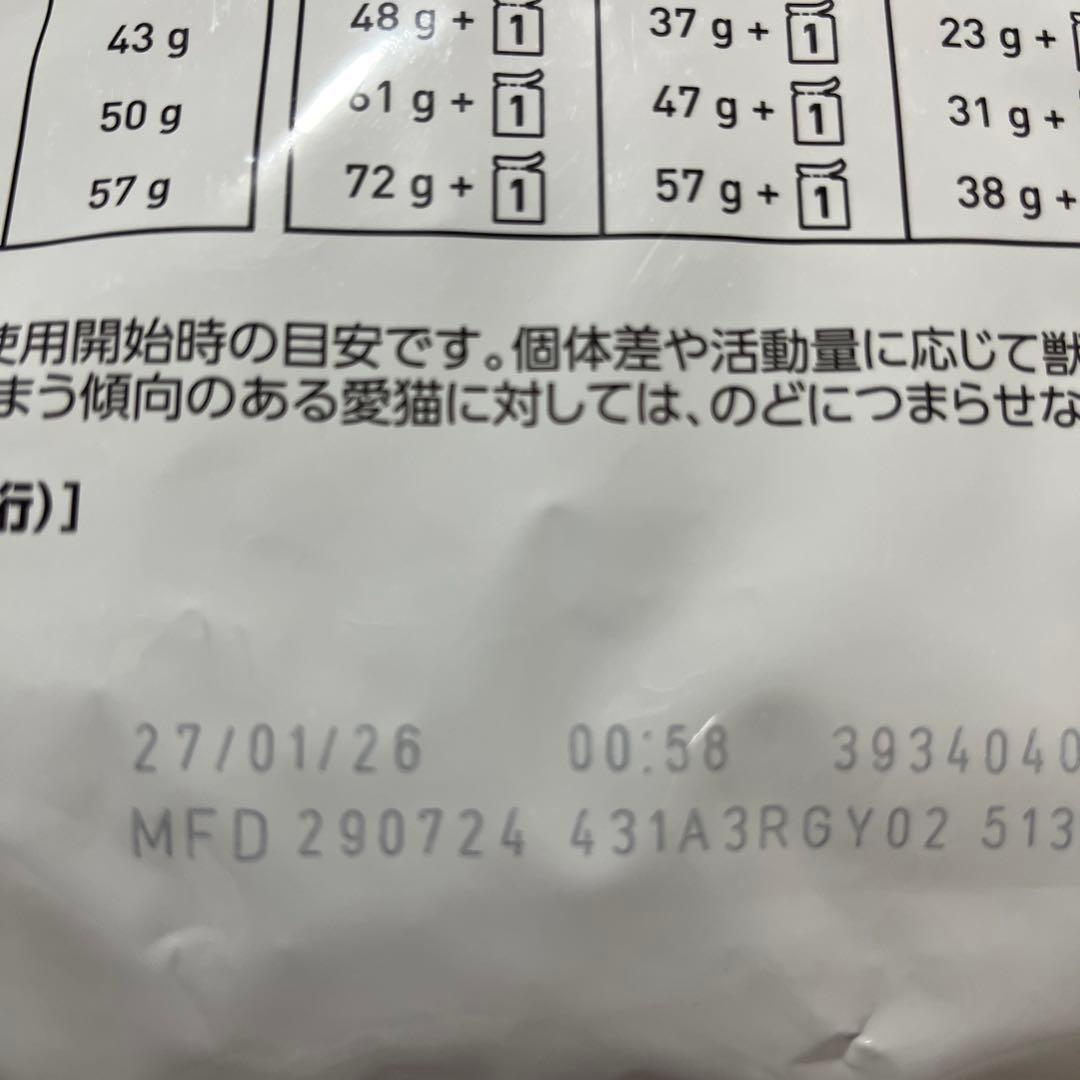 43 g 48 g + 1 37 g + 1 23 g +
50 g 61 g + 1 47 g + 1 31 g +
57 g 72 g + 1 57 g + 1 38 g +
使用開始時の目安です。個体差や活動量に応じて獣
まう傾向のある愛猫に対しては、のどにつまらせな
行)]
27/01/26 00:58 3934040
MFD 290724 431A3RGY02 513